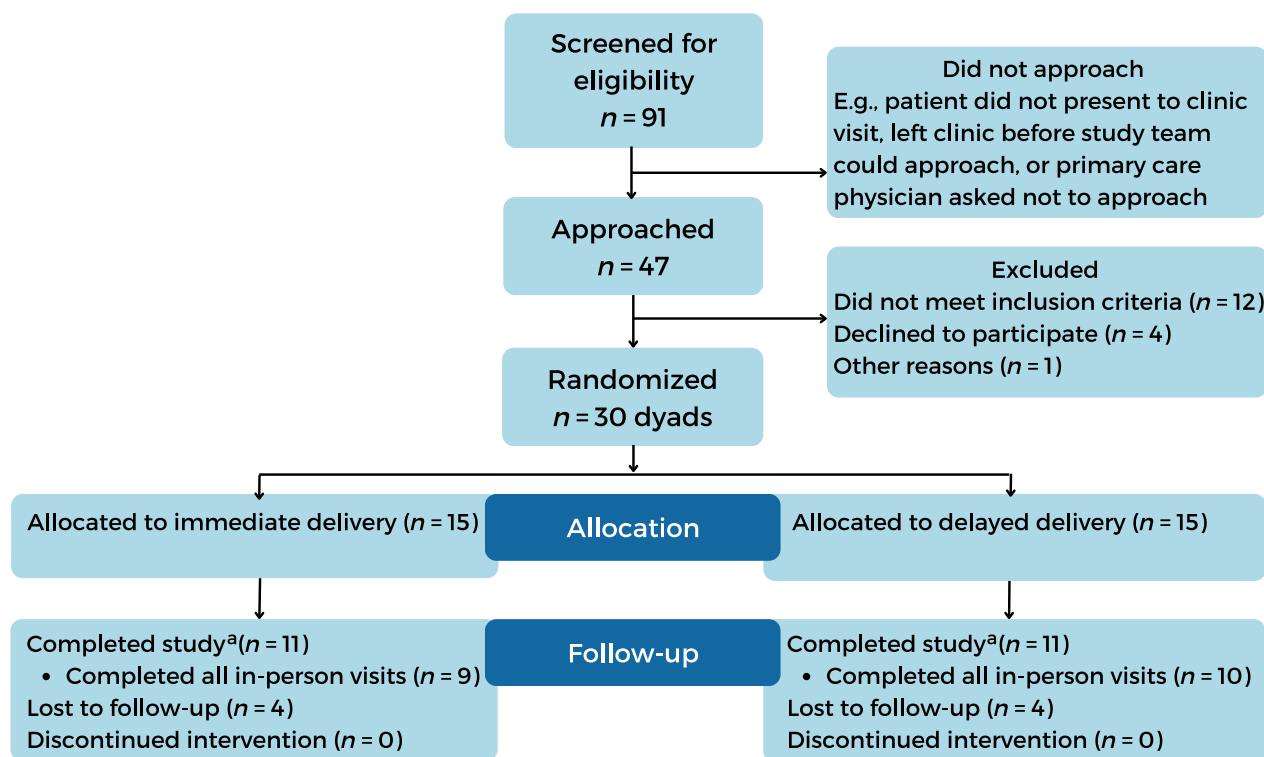 Screened for
eligibility
n = 91
Did not approach
E.g., patient did not present to clinic
visit, left clinic before study team
could approach, or primary care
physician asked not to approach
Approached
n = 47
Excluded
Did not meet inclusion criteria (n = 12)
Declined to participate (n = 4)
Other reasons (n = 1)
Randomized
n = 30 dyads
Allocated to immediate delivery (n = 15)
Allocation
Allocated to delayed delivery (n = 15)
Completed studyᵃ(n = 11)
• Completed all in-person visits (n = 9)
Lost to follow-up (n = 4)
Discontinued intervention (n = 0)
Follow-up
Completed studyᵃ(n = 11)
• Completed all in-person visits (n = 10)
Lost to follow-up (n = 4)
Discontinued intervention (n = 0)